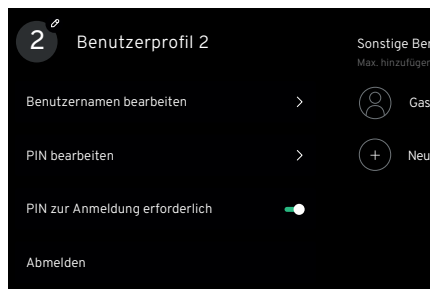 2 Benutzerprofil 2
Benutzernamen bearbeiten
PIN bearbeiten
PIN zur Anmeldung erforderlich
Abmelden
Sonstige Ber
Max. hinzufüger
Gas
Neu